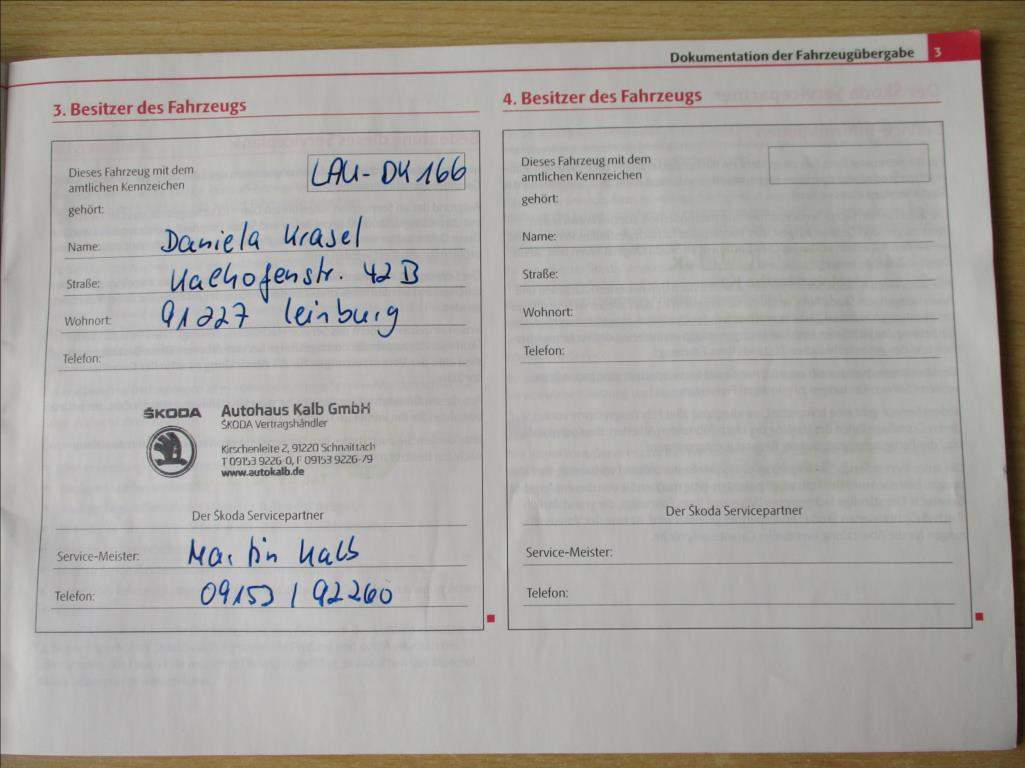 Dokumentation der Fahrzeugübergabe 3
3. Besitzer des Fahrzeugs
Dieses Fahrzeug mit dem
amtlichen Kennzeichen
LAU-DK 166
gehört:
Name: Daniela Krasel
Straße: Kalkofenstr. 42 B
Wohnort: 91227 Leinburg
Telefon:
ŠKODA
Autohaus Kalb GmbH
ŠKODA Vertragshändler
Kirschenleite 2, 91220 Schnaittach
T 09153 9226-0, F 09153 9226-79
www.autokalb.de
Der Škoda Servicepartner
Service-Meister: Martin Kalb
Telefon: 09153 / 92260
4. Besitzer des Fahrzeugs
Dieses Fahrzeug mit dem
amtlichen Kennzeichen
gehört:
Name:
Straße:
Wohnort:
Telefon:
Der Škoda Servicepartner
Service-Meister:
Telefon: